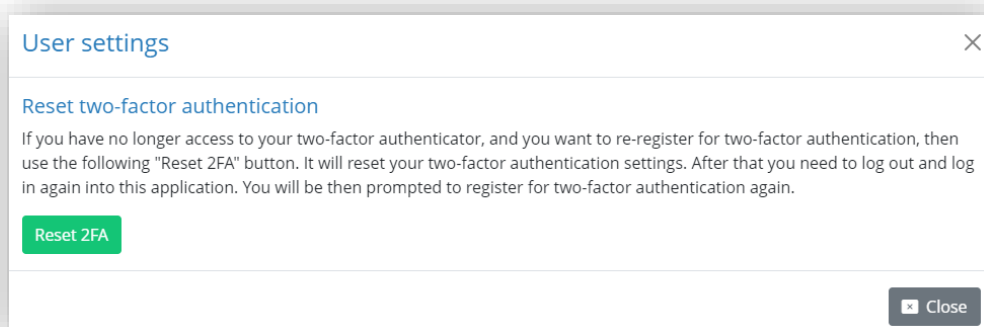 User settings
Reset two-factor authentication
If you have no longer access to your two-factor authenticator, and you want to re-register for two-factor authentication, then
use the following "Reset 2FA" button. It will reset your two-factor authentication settings. After that you need to log out and log
in again into this application. You will be then prompted to register for two-factor authentication again.
Reset 2FA
Close